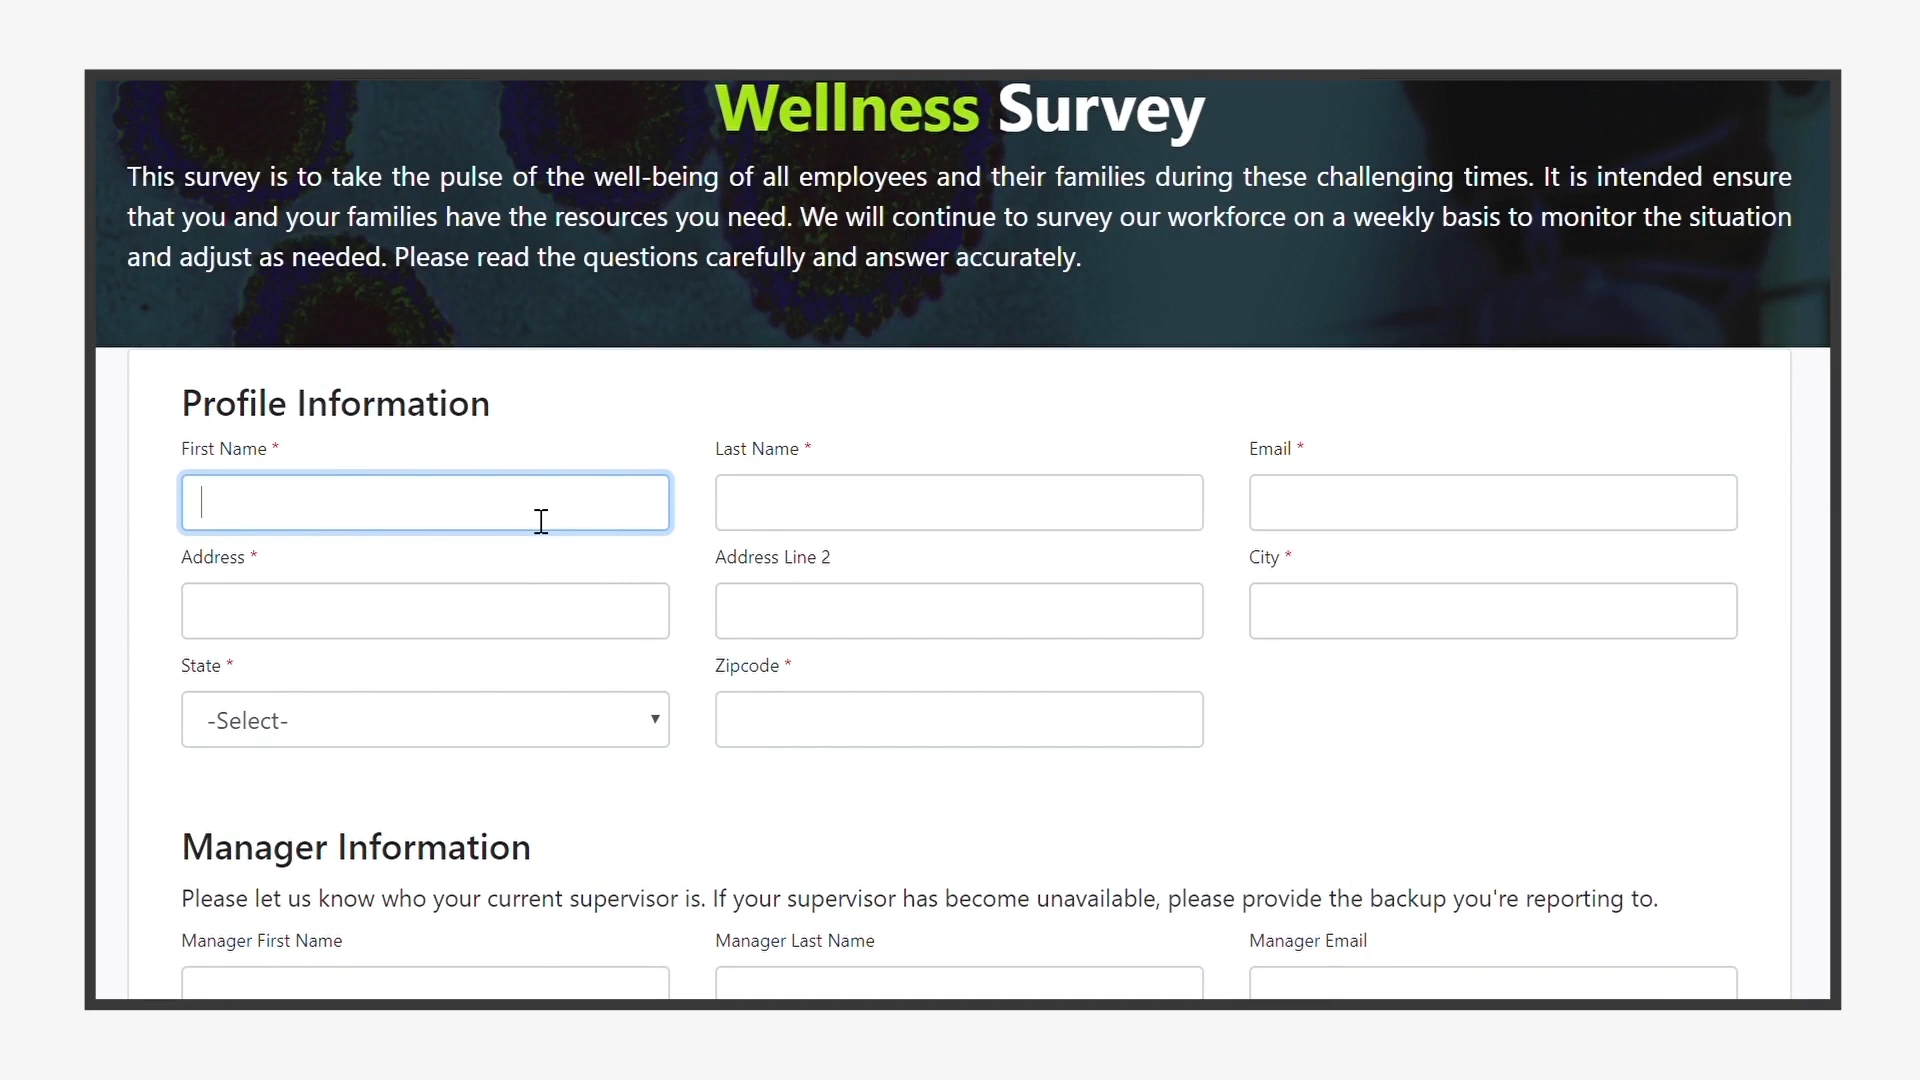 Wellness Survey
This survey is to take the pulse of the well-being of all employees and their families during these challenging times. It is intended ensure
that you and your families have the resources you need. We will continue to survey our workforce on a weekly basis to monitor the situation
and adjust as needed. Please read the questions carefully and answer accurately.
Profile Information
First Name * Last Name * Email *
Address * Address Line 2 City *
State * Zipcode *
-Select-
Manager Information
Please let us know who your current supervisor is. If your supervisor has become unavailable, please provide the backup you're reporting to.
Manager First Name Manager Last Name Manager Email